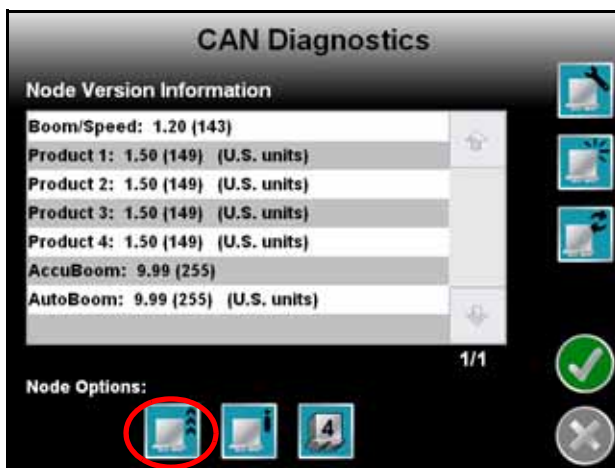 CAN Diagnostics
Node Version Information
Boom/Speed: 1.20 (143)
Product 1: 1.50 (149) (U.S. units)
Product 2: 1.50 (149) (U.S. units)
Product 3: 1.50 (149) (U.S. units)
Product 4: 1.50 (149) (U.S. units)
AccuBoom: 9.99 (255)
AutoBoom: 9.99 (255) (U.S. units)
1/1
Node Options:
4